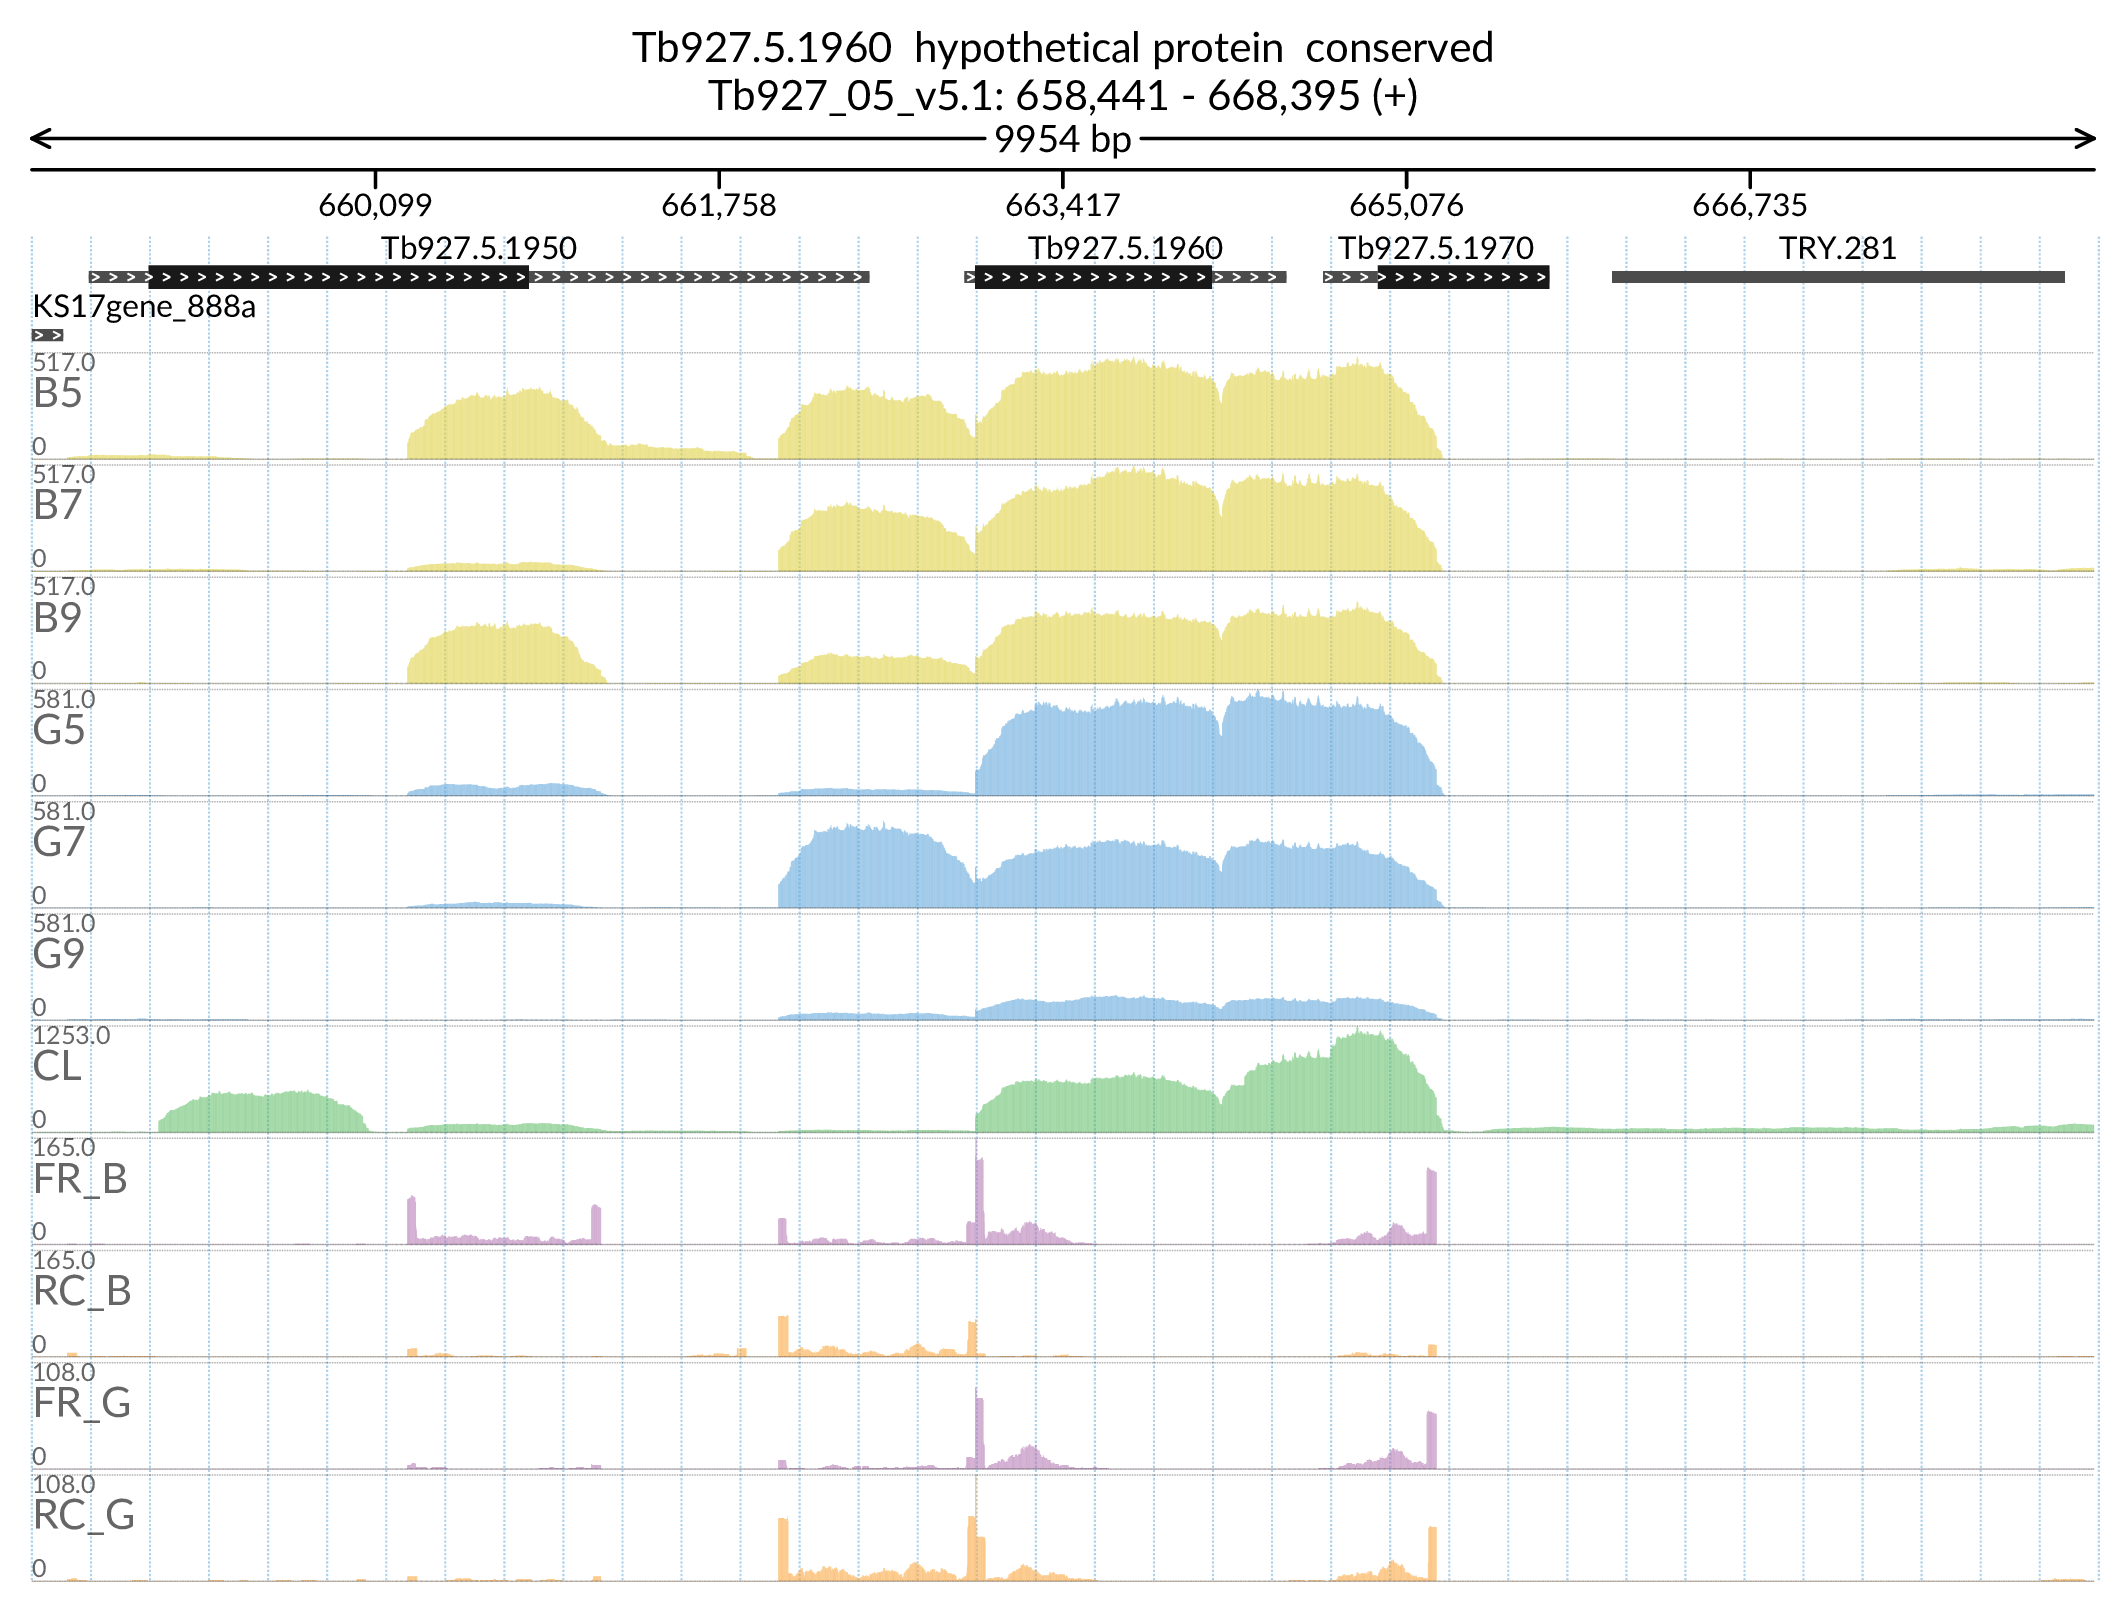 Tb927.5.1960  hypothetical protein  conserved
Tb927_05_v5.1: 658,441 - 668,395 (+)
9954 bp
660,099 661,758 663,417 665,076 666,735
Tb927.5.1950 Tb927.5.1960 Tb927.5.1970 TRY.281
KS17gene_888a
517.0
B5
0
517.0
B7
0
517.0
B9
0
581.0
G5
0
581.0
G7
0
581.0
G9
0
1253.0
CL
0
165.0
FR_B
0
165.0
RC_B
0
108.0
FR_G
0
108.0
RC_G
0